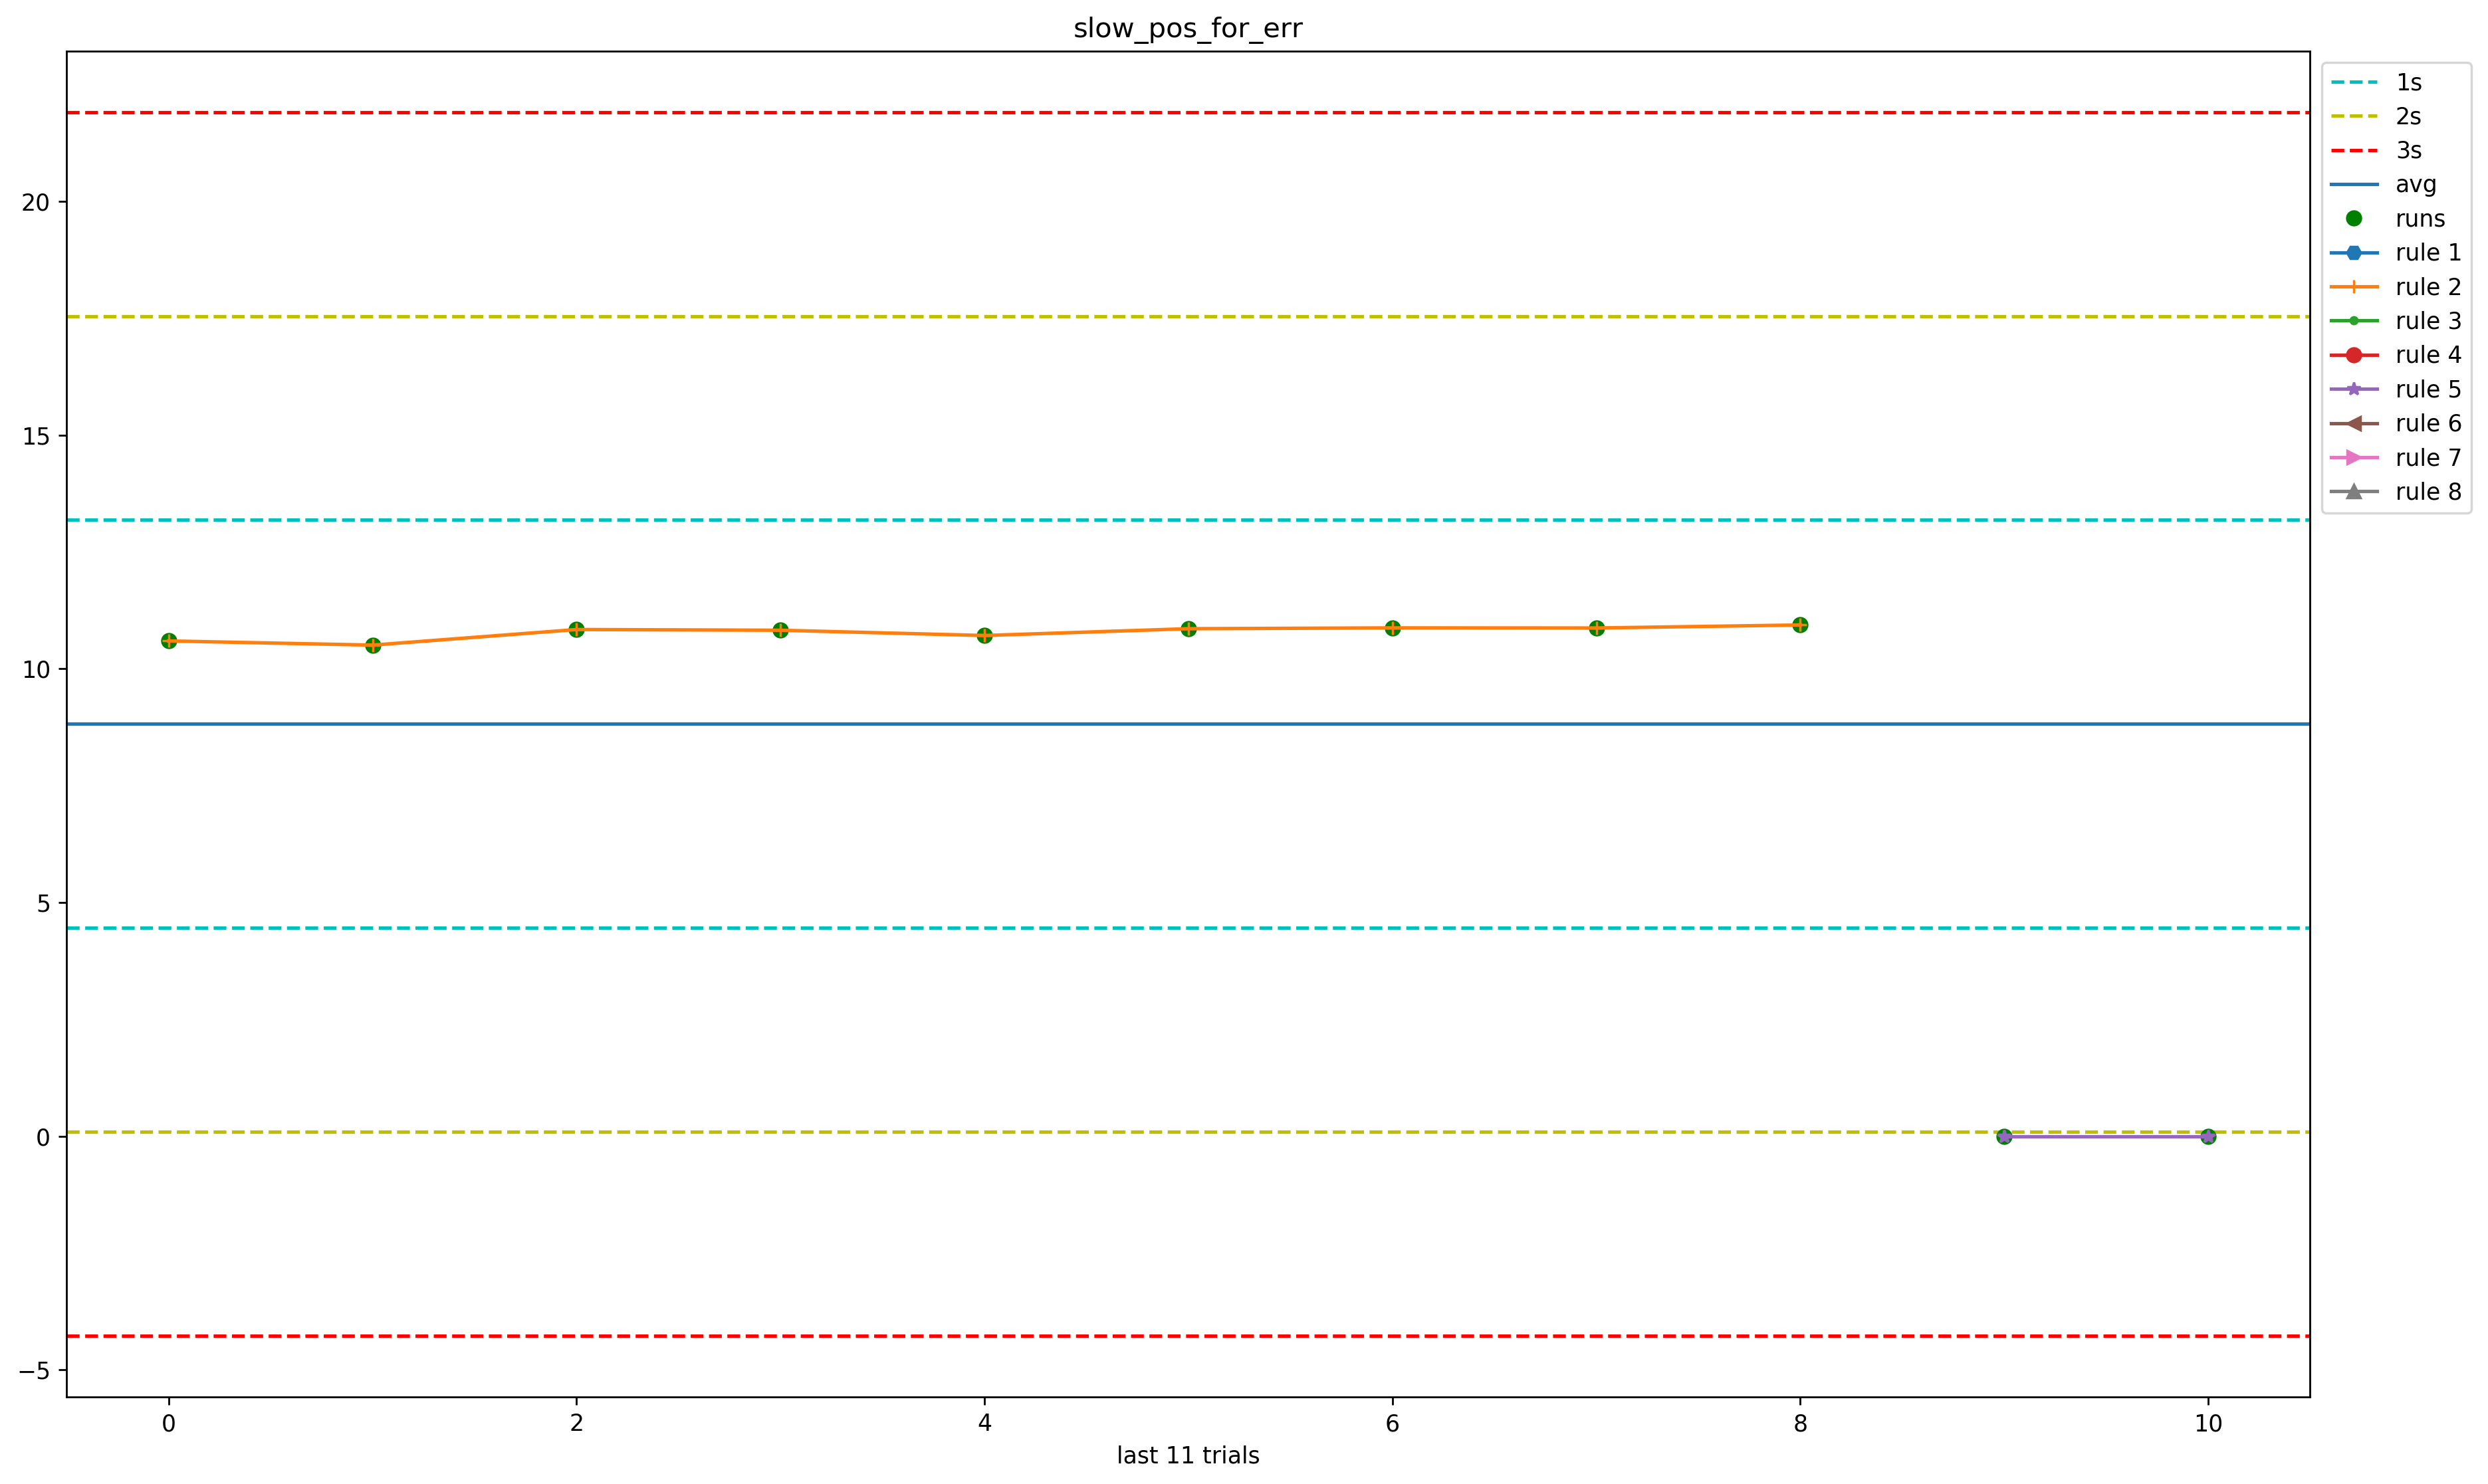 slow_pos_for_err
20
15
10
5
0
−5
0 2 4 6 8 10
last 11 trials
1s
2s
3s
avg
runs
rule 1
rule 2
rule 3
rule 4
rule 5
rule 6
rule 7
rule 8